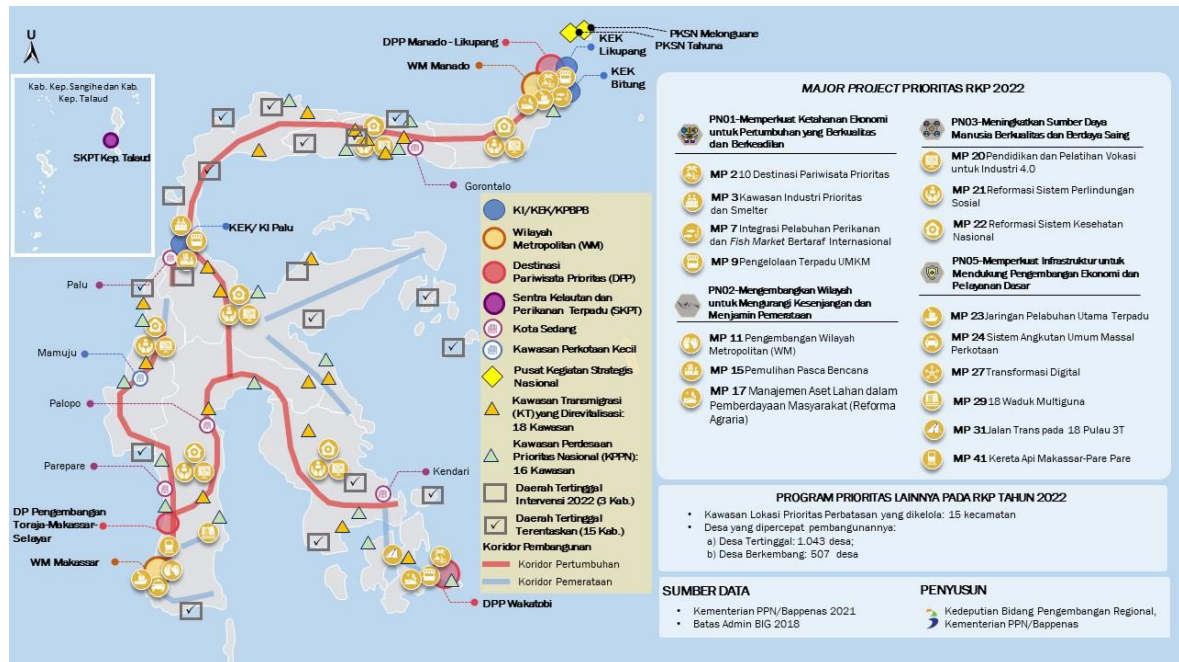 U
Kab. Kep. Sangihe dan Kab.
Kep. Talaud
SKPT Kep. Talaud
DPP Manado - Likupang
WM Manado
PKSN Melonguane
PKSN Tahuna
KEK
Likupang
KEK
Bitung
Gorontalo
KEK/ KI Palu
Palu
Mamuju
Palopo
Parepare
DP Pengembangan
Toraja-Makassar-
Selayar
WM Makassar
Kendari
DPP Wakatobi
KI/KEK/KPBPB
Wilayah
Metropolitan (WM)
Destinasi
Pariwisata Prioritas (DPP)
Sentra Kelautan dan
Perikanan Terpadu (SKPT)
Kota Sedang
Kawasan Perkotaan Kecil
Pusat Kegiatan Strategis
Nasional
Kawasan Transmigrasi
(KT) yang Direvitalisasi:
18 Kawasan
Kawasan Perdesaan
Prioritas Nasional (KPPN):
16 Kawasan
Daerah Tertinggal
Intervensi 2022 (3 Kab.)
Daerah Tertinggal
Terentaskan (15 Kab.)
Koridor Pembangunan
Koridor Pertumbuhan
Koridor Pemerataan
MAJOR PROJECT PRIORITAS RKP 2022
PN01-Memperkuat Ketahanan Ekonomi
untuk Pertumbuhan yang Berkualitas
dan Berkeadilan
MP 2 10 Destinasi Pariwisata Prioritas
MP 3 Kawasan Industri Prioritas
dan Smelter
MP 7 Integrasi Pelabuhan Perikanan
dan Fish Market Bertaraf Internasional
MP 9 Pengelolaan Terpadu UMKM
PN02-Mengembangkan Wilayah
untuk Mengurangi Kesenjangan dan
Menjamin Pemerataan
MP 11 Pengembangan Wilayah
Metropolitan (WM)
MP 15 Pemulihan Pasca Bencana
MP 17 Manajemen Aset Lahan dalam
Pemberdayaan Masyarakat (Reforma
Agraria)
PN03-Meningkatkan Sumber Daya
Manusia Berkualitas dan Berdaya Saing
MP 20 Pendidikan dan Pelatihan Vokasi
untuk Industri 4.0
MP 21 Reformasi Sistem Perlindungan
Sosial
MP 22 Reformasi Sistem Kesehatan
Nasional
PN05-Memperkuat Infrastruktur untuk
Mendukung Pengembangan Ekonomi dan
Pelayanan Dasar
MP 23 Jaringan Pelabuhan Utama Terpadu
MP 24 Sistem Angkutan Umum Massal
Perkotaan
MP 27 Transformasi Digital
MP 29 18 Waduk Multiguna
MP 31 Jalan Trans pada 18 Pulau 3T
MP 41 Kereta Api Makassar-Pare Pare
PROGRAM PRIORITAS LAINNYA PADA RKP TAHUN 2022
• Kawasan Lokasi Prioritas Perbatasan yang dikelola: 15 kecamatan
• Desa yang dipercepat pembangunannya:
a) Desa Tertinggal: 1.043 desa;
b) Desa Berkembang: 507 desa
SUMBER DATA
• Kementerian PPN/Bappenas 2021
• Batas Admin BIG 2018
PENYUSUN
Kedeputian Bidang Pengembangan Regional,
Kementerian PPN/Bappenas